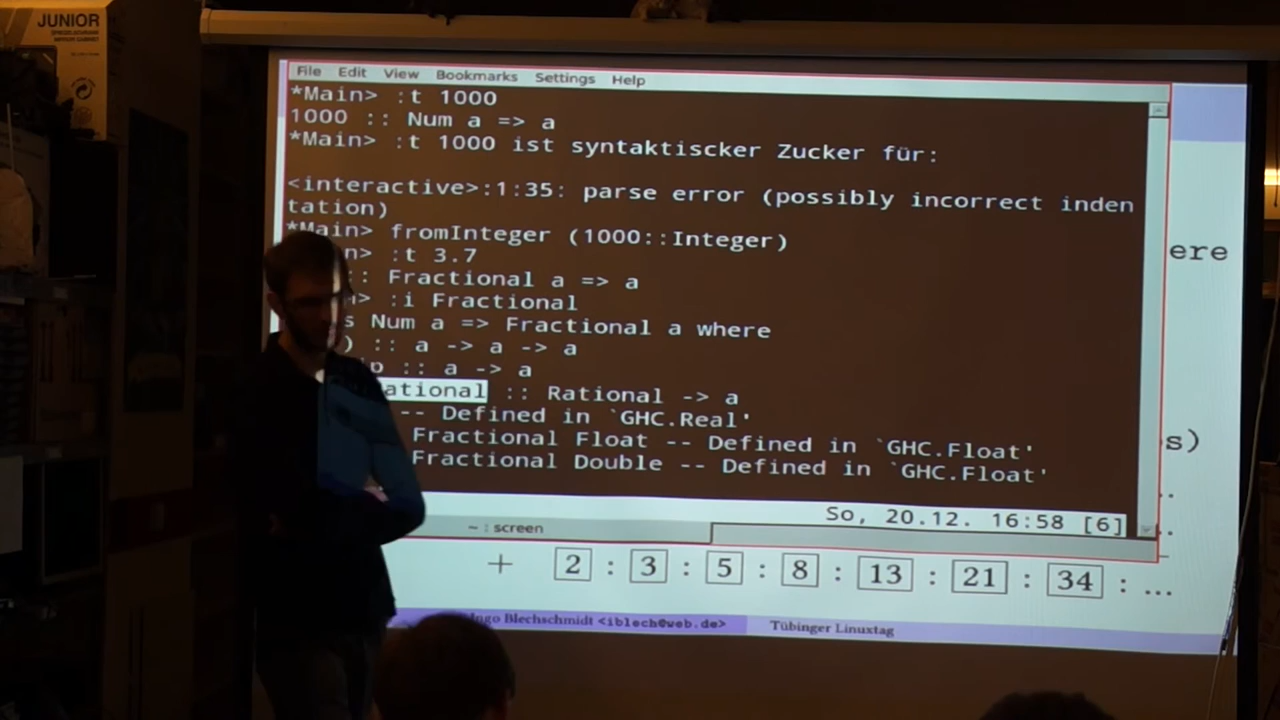 JUNIOR
File Edit View Bookmarks Settings Help
*Main> :t 1000
1000 :: Num a => a
*Main> :t 1000 ist syntaktiscker Zucker für:
<interactive>:1:35: parse error (possibly incorrect inden
tation)
*Main> fromInteger (1000::Integer)
n> :t 3.7
:: Fractional a => a
> :i Fractional
s Num a => Fractional a where
) :: a -> a -> a
p :: a -> a
ational :: Rational -> a
-- Defined in `GHC.Real'
Fractional Float -- Defined in `GHC.Float'
Fractional Double -- Defined in `GHC.Float'
ere
s)
So, 20.12. 16:58 [6]
~ : screen
+ 2 : 3 : 5 : 8 : 13 : 21 : 34 : ...
Ingo Blechschmidt <iblech@web.de> Tübinger Linuxtag